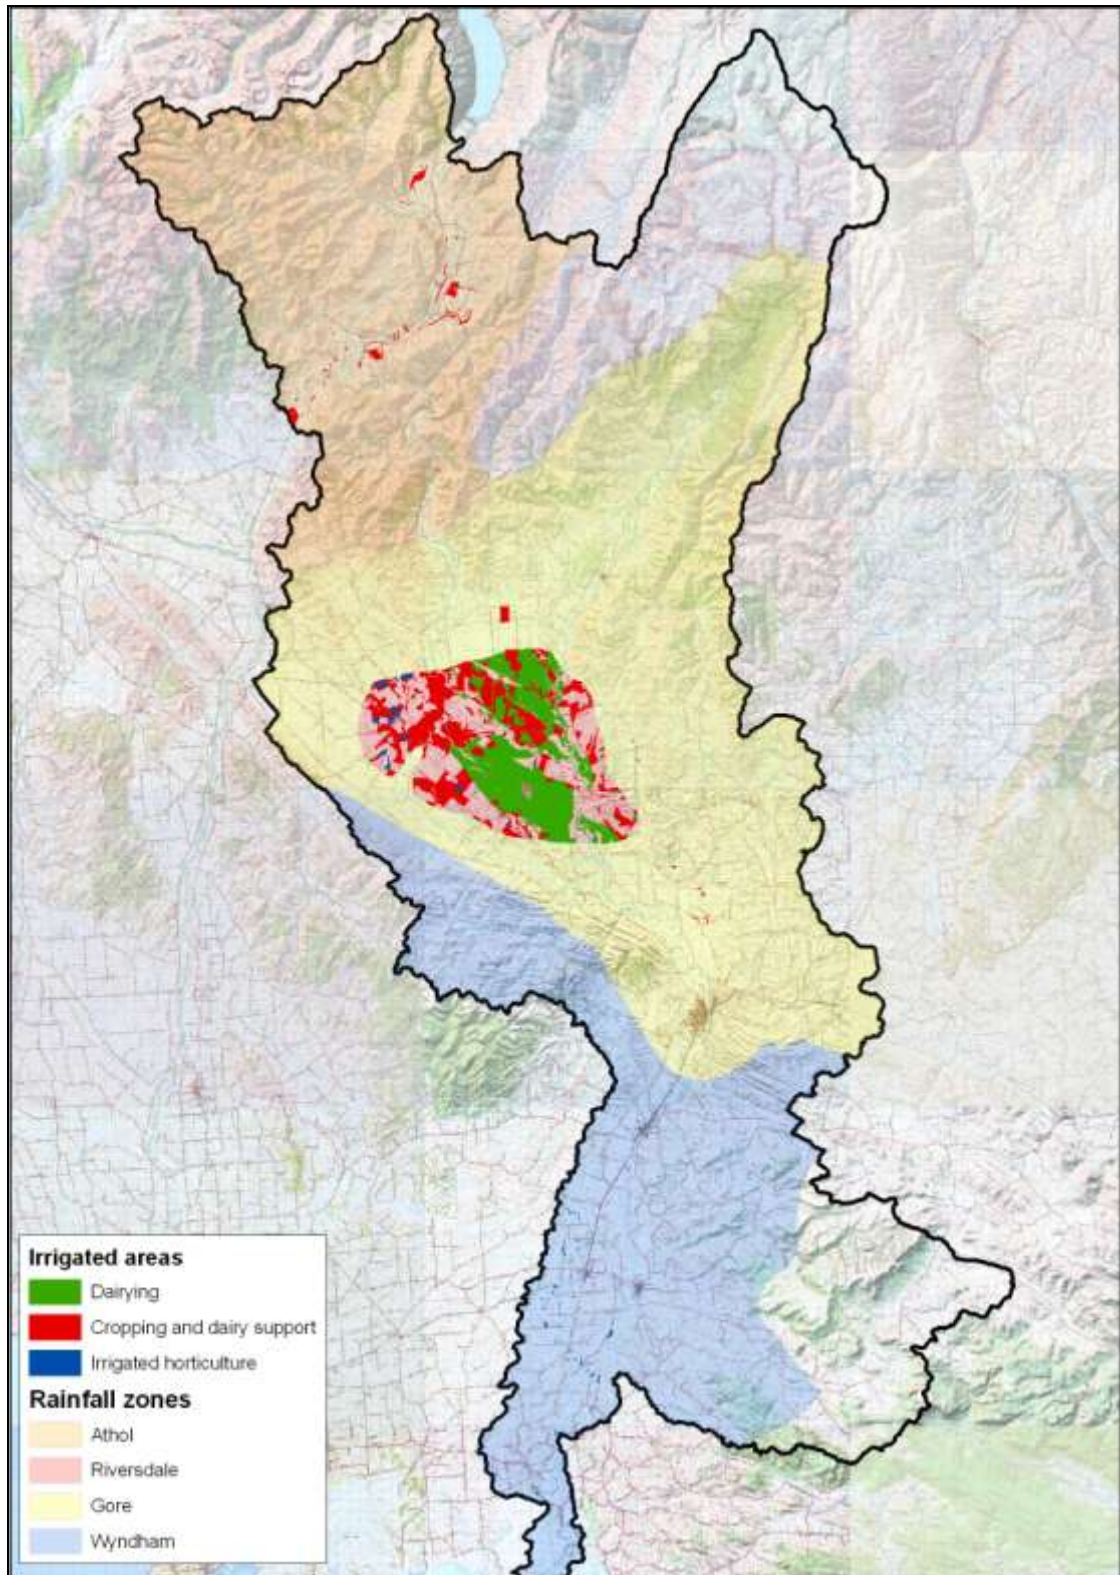 Irrigated areas
Dairying
Cropping and dairy support
Irrigated horticulture
Rainfall zones
Athol
Riversdale
Gore
Wyndham